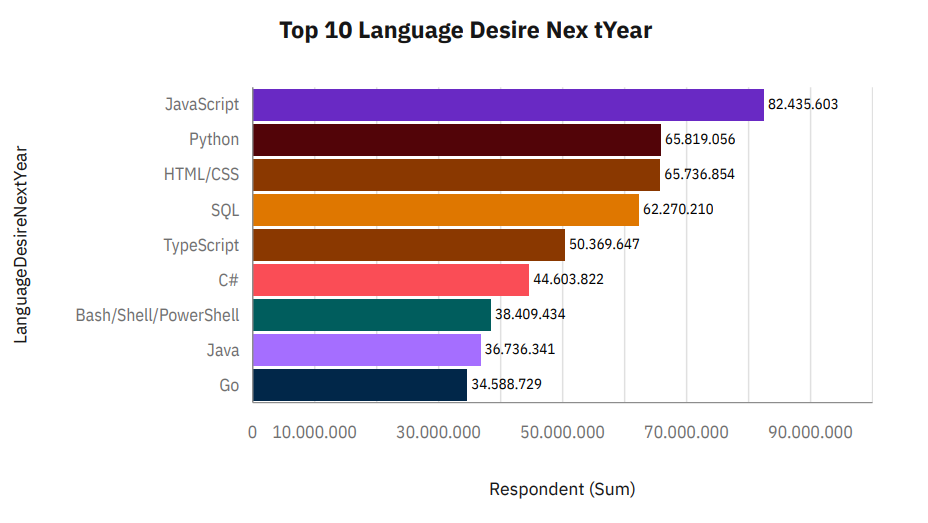 Top 10 Language Desire Nex tYear
LanguageDesireNextYear
JavaScript 82.435.603
Python 65.819.056
HTML/CSS 65.736.854
SQL 62.270.210
TypeScript 50.369.647
C# 44.603.822
Bash/Shell/PowerShell 38.409.434
Java 36.736.341
Go 34.588.729
0 10.000.000 30.000.000 50.000.000 70.000.000 90.000.000
Respondent (Sum)